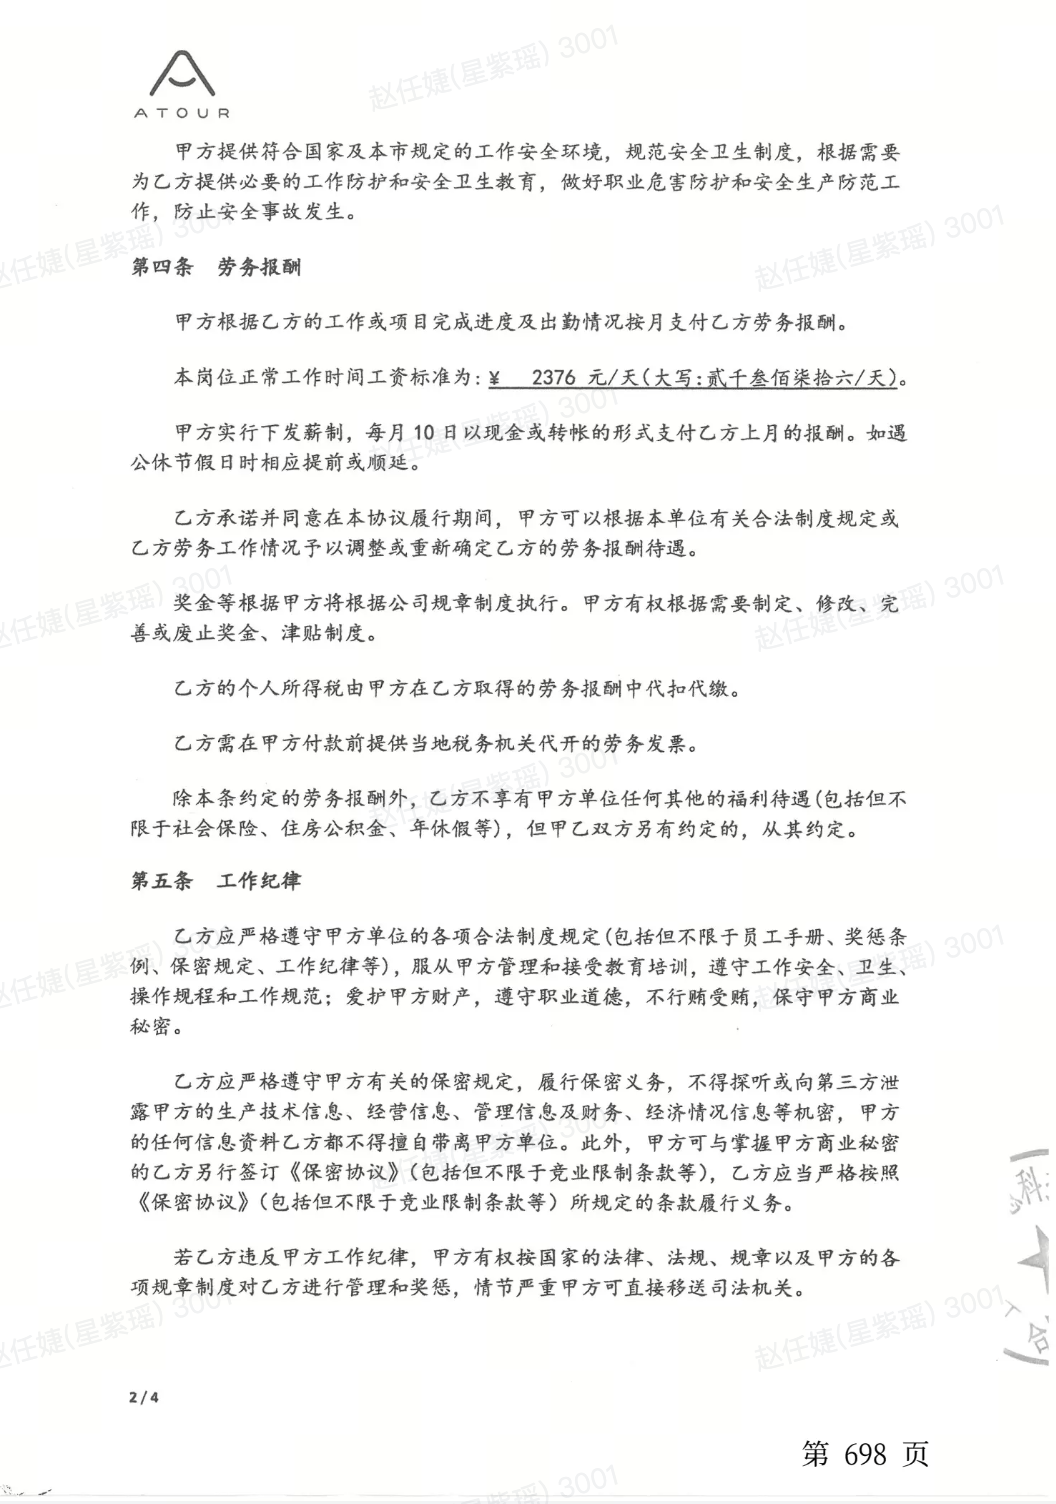 ATOUR
甲方提供符合国家及本市规定的工作安全环境，规范安全卫生制度，根据需要
为乙方提供必要的工作防护和安全卫生教育，做好职业危害防护和安全生产防范工
作，防止安全事故发生。
第四条　劳务报酬
甲方根据乙方的工作或项目完成进度及出勤情况按月支付乙方劳务报酬。
本岗位正常工作时间工资标准为：¥　2376 元/天(大写:贰千叁佰柒拾六/天)。
甲方实行下发薪制，每月 10 日以现金或转帐的形式支付乙方上月的报酬。如遇
公休节假日时相应提前或顺延。
乙方承诺并同意在本协议履行期间，甲方可以根据本单位有关合法制度规定或
乙方劳务工作情况予以调整或重新确定乙方的劳务报酬待遇。
奖金等根据甲方将根据公司规章制度执行。甲方有权根据需要制定、修改、完
善或废止奖金、津贴制度。
乙方的个人所得税由甲方在乙方取得的劳务报酬中代扣代缴。
乙方需在甲方付款前提供当地税务机关代开的劳务发票。
除本条约定的劳务报酬外，乙方不享有甲方单位任何其他的福利待遇(包括但不
限于社会保险、住房公积金、年休假等)，但甲乙双方另有约定的，从其约定。
第五条　工作纪律
乙方应严格遵守甲方单位的各项合法制度规定(包括但不限于员工手册、奖惩条
例、保密规定、工作纪律等)，服从甲方管理和接受教育培训，遵守工作安全、卫生、
操作规程和工作规范；爱护甲方财产，遵守职业道德，不行贿受贿，保守甲方商业
秘密。
乙方应严格遵守甲方有关的保密规定，履行保密义务，不得探听或向第三方泄
露甲方的生产技术信息、经营信息、管理信息及财务、经济情况信息等机密，甲方
的任何信息资料乙方都不得擅自带离甲方单位。此外，甲方可与掌握甲方商业秘密
的乙方另行签订《保密协议》(包括但不限于竞业限制条款等)，乙方应当严格按照
《保密协议》(包括但不限于竞业限制条款等）所规定的条款履行义务。
若乙方违反甲方工作纪律，甲方有权按国家的法律、法规、规章以及甲方的各
项规章制度对乙方进行管理和奖惩，情节严重甲方可直接移送司法机关。
2/4
第 698 页
赵任婕(星紫瑶) 3001
科
合